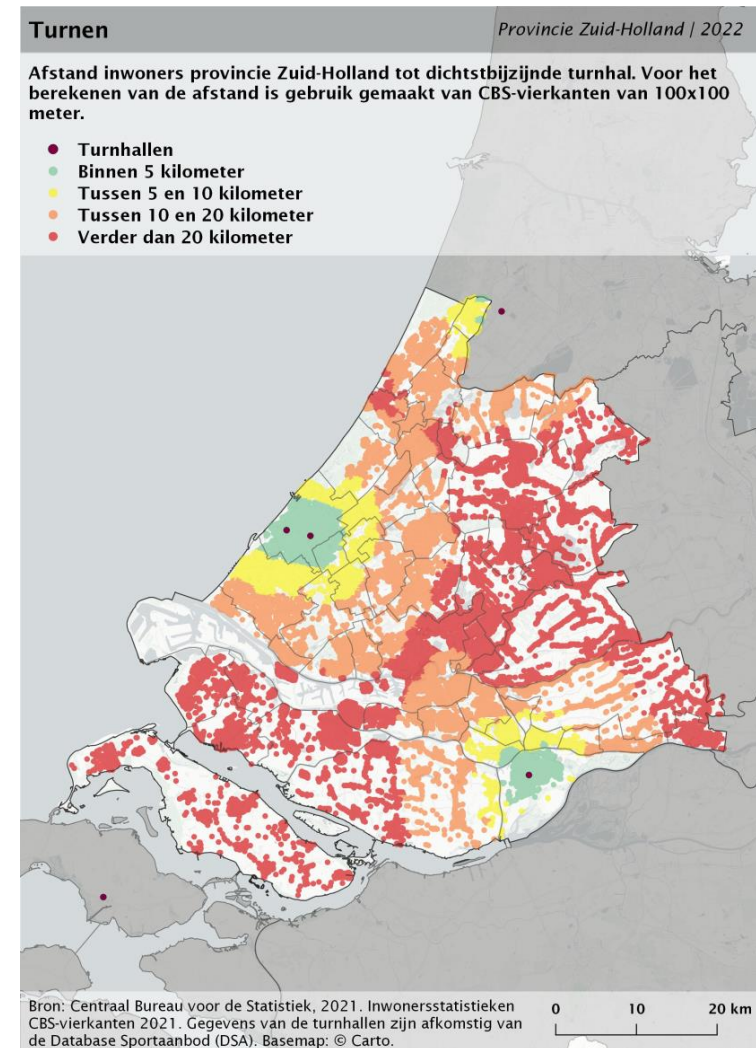 Turnen
Provincie Zuid-Holland | 2022
Afstand inwoners provincie Zuid-Holland tot dichtstbijzijnde turnhal. Voor het
berekenen van de afstand is gebruik gemaakt van CBS-vierkanten van 100x100
meter.
Turnhallen
Binnen 5 kilometer
Tussen 5 en 10 kilometer
Tussen 10 en 20 kilometer
Verder dan 20 kilometer
Bron: Centraal Bureau voor de Statistiek, 2021. Inwonersstatistieken
CBS-vierkanten 2021. Gegevens van de turnhallen zijn afkomstig van
de Database Sportaanbod (DSA). Basemap: © Carto.
0 10 20 km